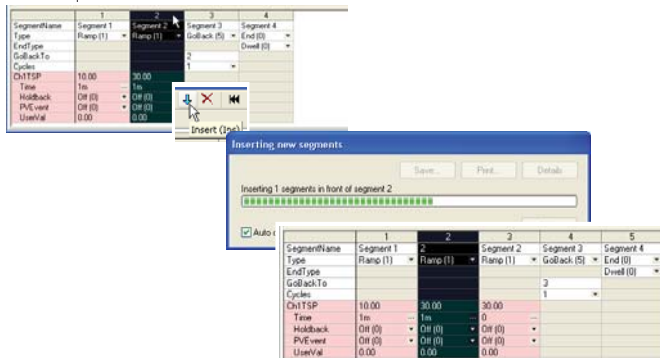 1 2 3 4
SegmentName Segment 1 Segment 2 Segment 3 Segment 4
Type Ramp (1) Ramp (1) GoBack (5) End (0)
EndType Dwell (0)
GoBackTo 2
Cycles 1
Ch1TSP 10.00 30.00
Time 1m 1m
Holdback Off (0) Off (0)
PVEvent Off (0) Off (0)
UserVal 0.00 0.00
Insert (Ins)
Inserting new segments
Save... Print... Details
Inserting 1 segments in front of segment 2
Auto
1 2 3 4 5
SegmentName Segment 1 2 Segment 2 Segment 3 Segment 4
Type Ramp (1) Ramp (1) Ramp (1) GoBack (5) End (0)
EndType Dwell (0)
GoBackTo 3
Cycles 1
Ch1TSP 10.00 30.00 30.00
Time 1m 1m 0
Holdback Off (0) Off (0) Off (0)
PVEvent Off (0) Off (0) Off (0)
UserVal 0.00 0.00 0.00